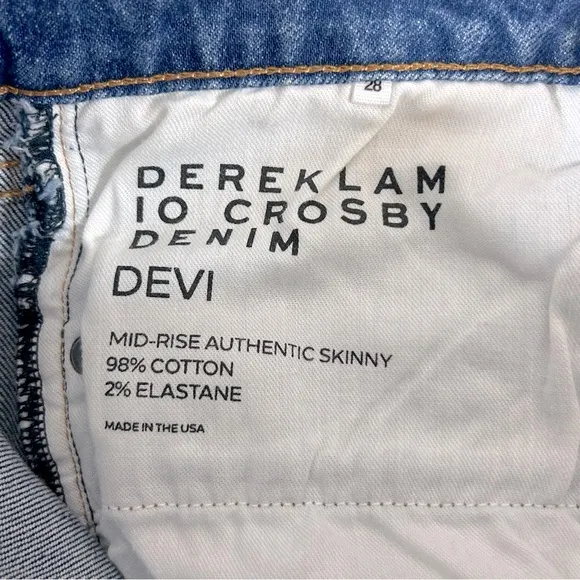 28
DEREKLAM
10 CROSBY
DENIM
DEVI
MID-RISE AUTHENTIC SKINNY
98% COTTON
2% ELASTANE
MADE IN THE USA